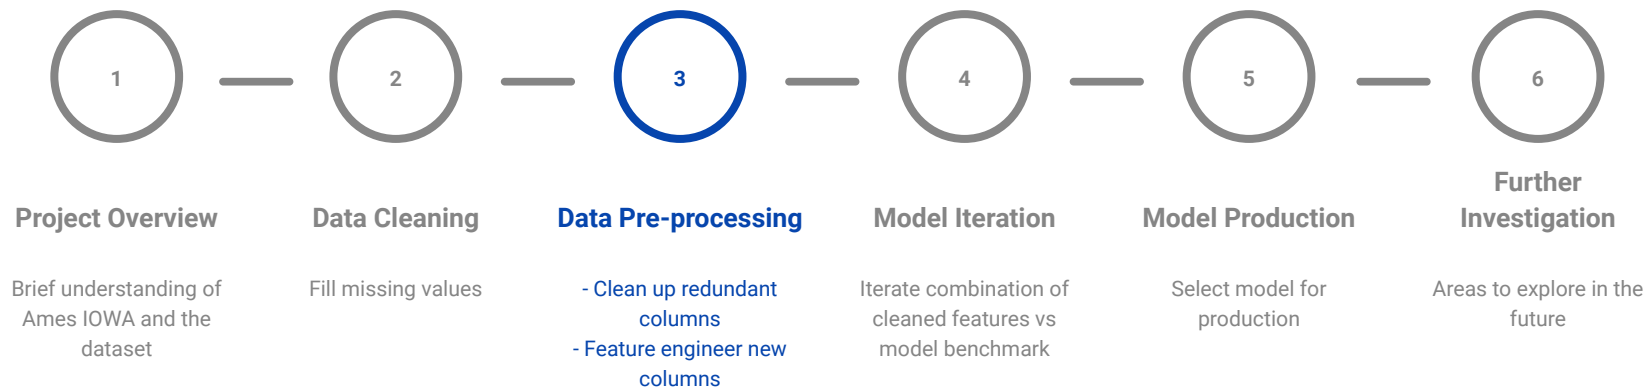 1
2
3
4
5
6
Project Overview
Data Cleaning
Data Pre-processing
Model Iteration
Model Production
Further
Investigation
Brief understanding of
Ames IOWA and the
dataset
Fill missing values
- Clean up redundant
columns
- Feature engineer new
columns
Iterate combination of
cleaned features vs
model benchmark
Select model for
production
Areas to explore in the
future